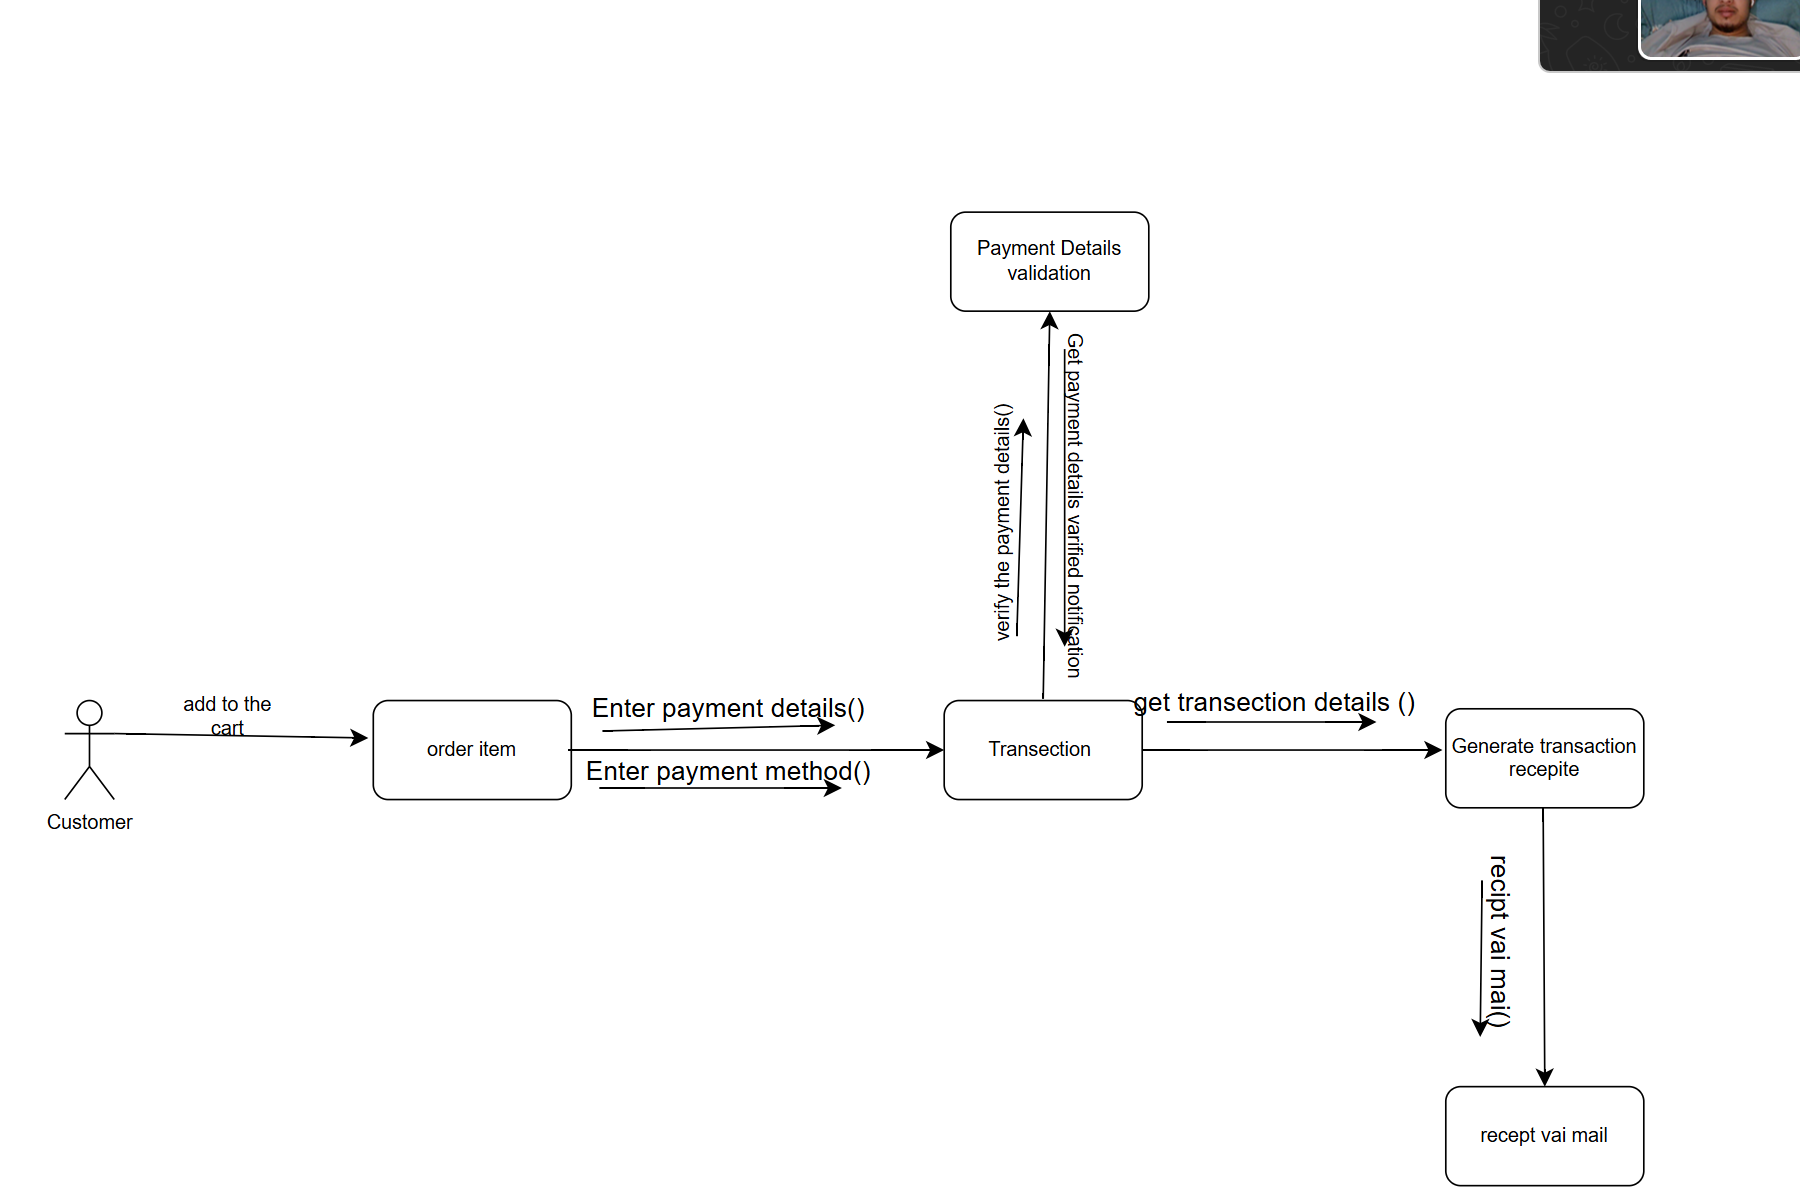 Payment Details
validation
verify the payment details()
Get payment details varified notification
add to the
cart
Customer
order item
Enter payment details()
Enter payment method()
Transection
get transection details ()
Generate transaction
recepite
recipt vai mai()
recept vai mail